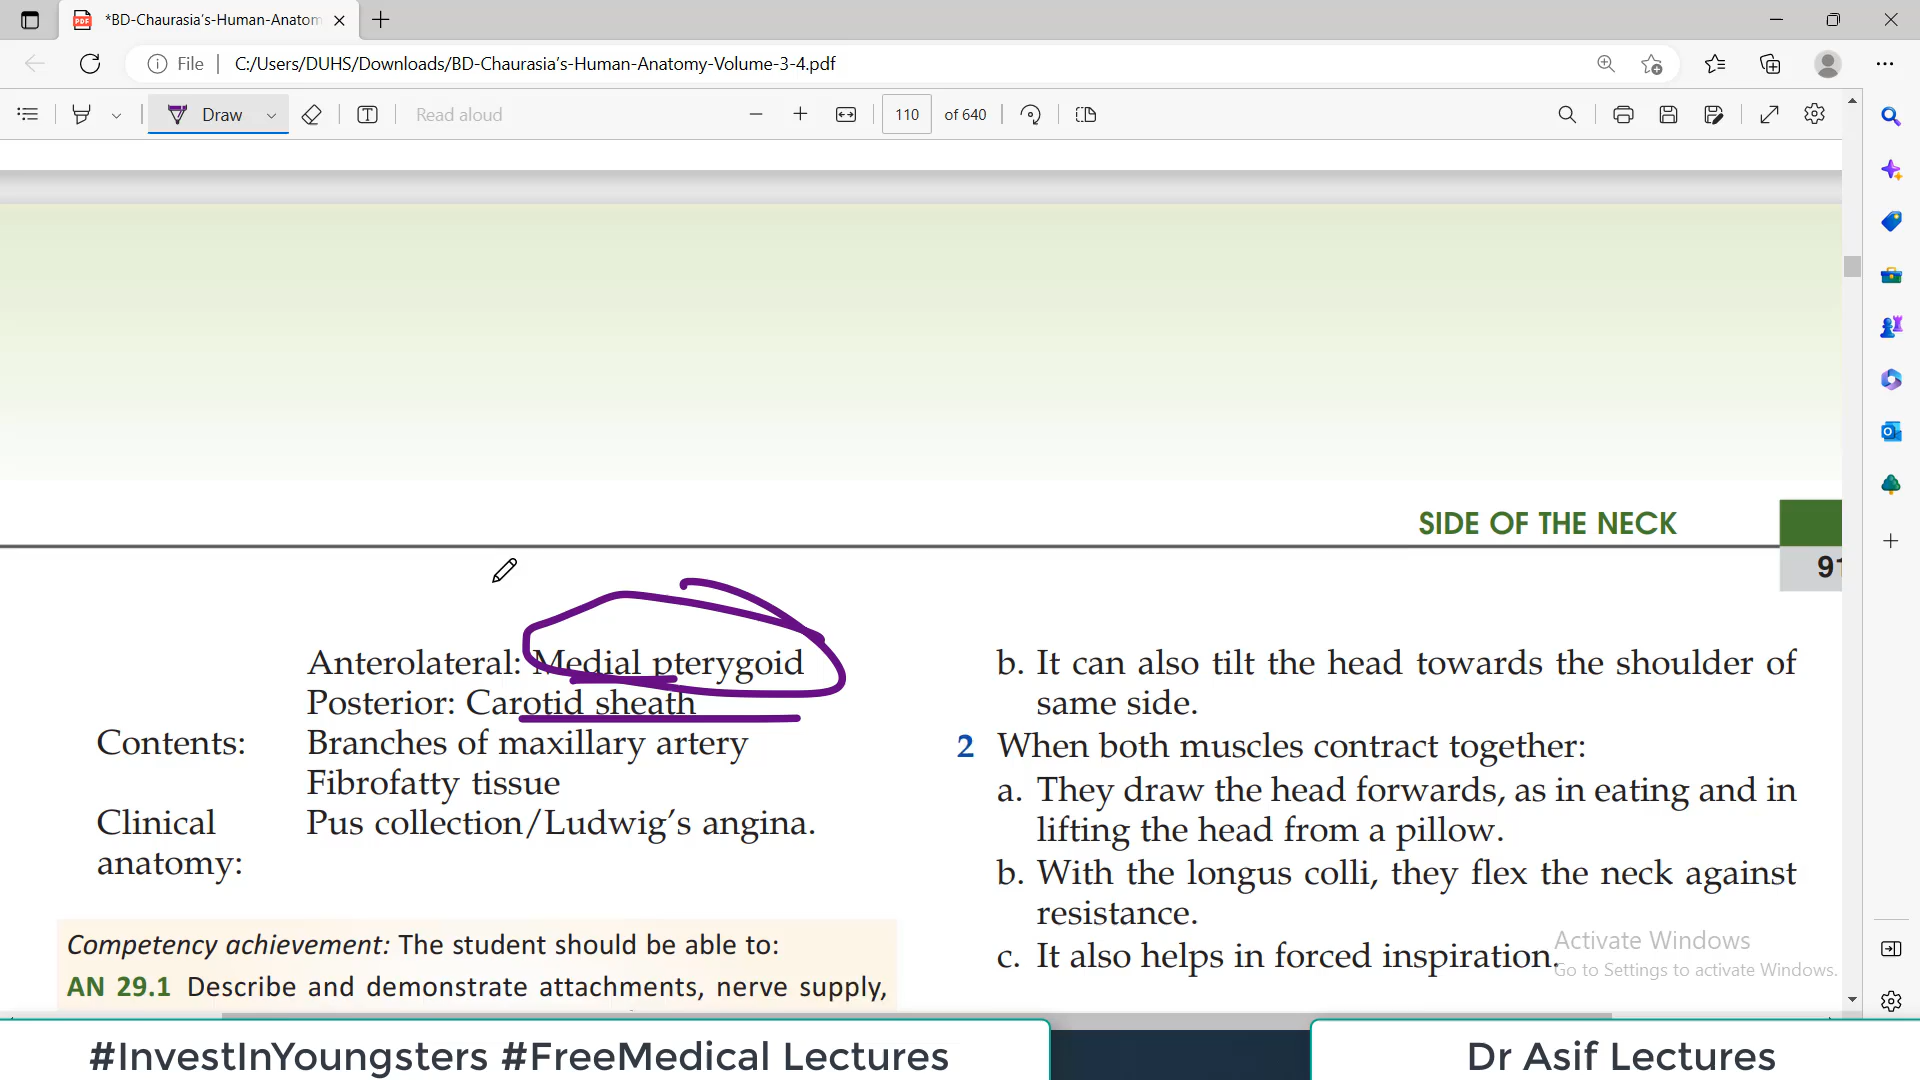 *BD-Chaurasia's-Human-Anatom
File
C:/Users/DUHS/Downloads/BD-Chaurasia's-Human-Anatomy-Volume-3-4.pdf
Draw
Read aloud
110 of 640
SIDE OF THE NECK
91
Anterolateral: Medial pterygoid
Posterior: Carotid sheath
Contents: Branches of maxillary artery
Fibrofatty tissue
Clinical Pus collection/Ludwig's angina.
anatomy:
Competency achievement: The student should be able to:
AN 29.1 Describe and demonstrate attachments, nerve supply,
b. It can also tilt the head towards the shoulder of
same side.
2 When both muscles contract together:
a. They draw the head forwards, as in eating and in
lifting the head from a pillow.
b. With the longus colli, they flex the neck against
resistance.
c. It also helps in forced inspiration.
Activate Windows
Go to Settings to activate Windows.
#InvestInYoungsters #FreeMedical Lectures
Dr Asif Lectures